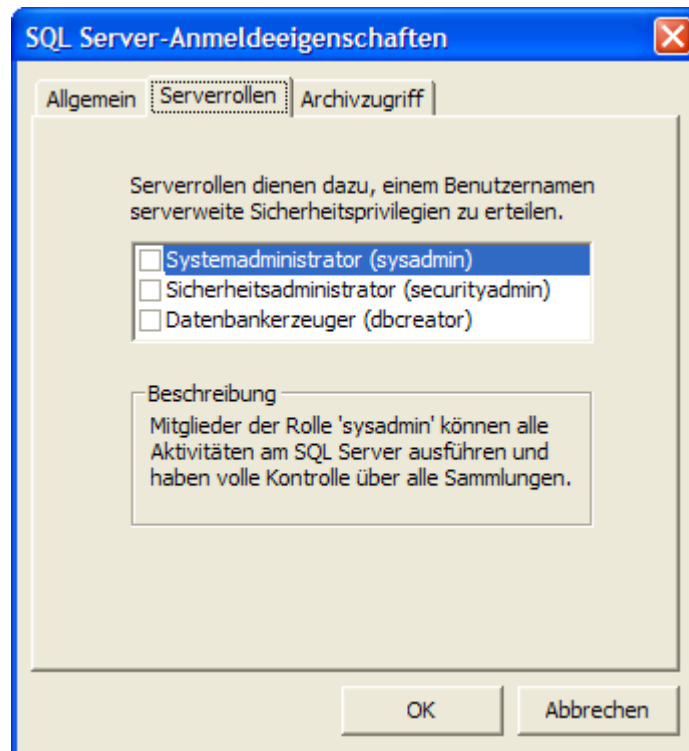 SQL Server-Anmeldeeigenschaften
Allgemein
Serverrollen
Archivzugriff
Serverrollen dienen dazu, einem Benutzernamen
serverweite Sicherheitsprivilegien zu erteilen.
Systemadministrator (sysadmin)
Sicherheitsadministrator (securityadmin)
Datenbankerzeuger (dbcreator)
Beschreibung
Mitglieder der Rolle 'sysadmin' können alle
Aktivitäten am SQL Server ausführen und
haben volle Kontrolle über alle Sammlungen.
OK
Abbrechen